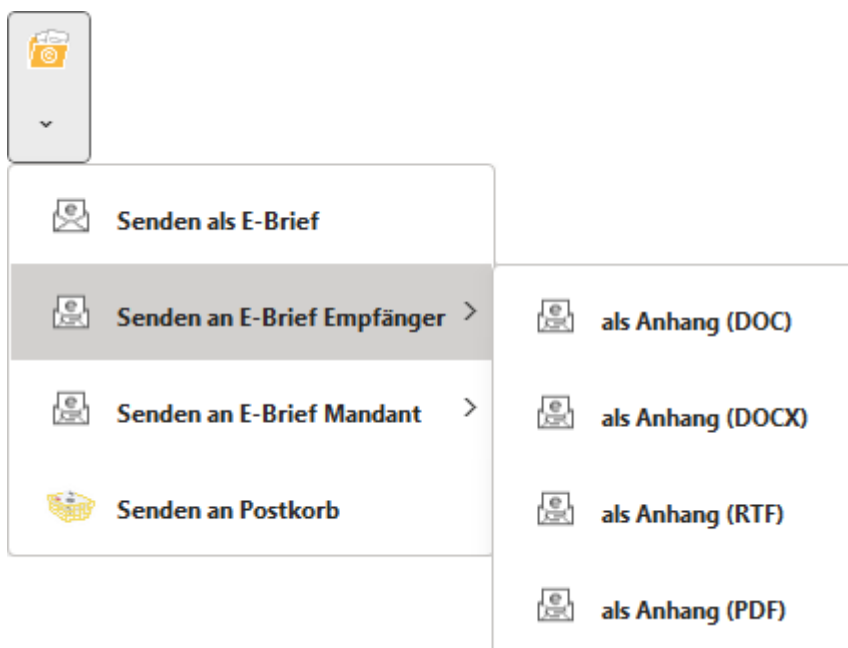 Senden als E-Brief
Senden an E-Brief Empfänger
Senden an E-Brief Mandant
Senden an Postkorb
als Anhang (DOC)
als Anhang (DOCX)
als Anhang (RTF)
als Anhang (PDF)